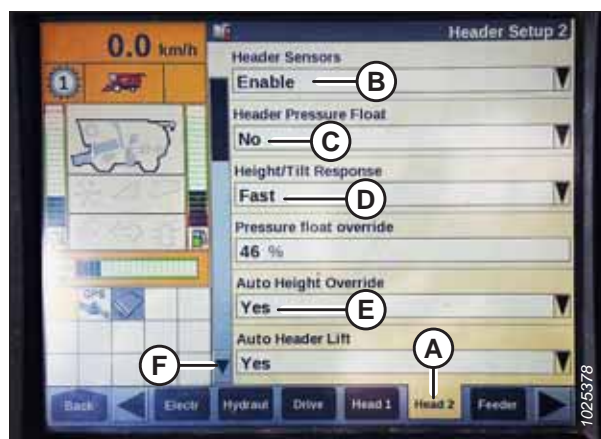 0.0 km/h
Header Setup 2
1
Header Sensors
Enable
B
Header Pressure Float
No
C
Height/Tilt Response
Fast
D
Pressure float override
46 %
Auto Height Override
Yes
E
Auto Header Lift
Yes
F
A
GPS
Back
Electr
Hydraul
Drive
Head 1
Head 2
Feeder
1025378